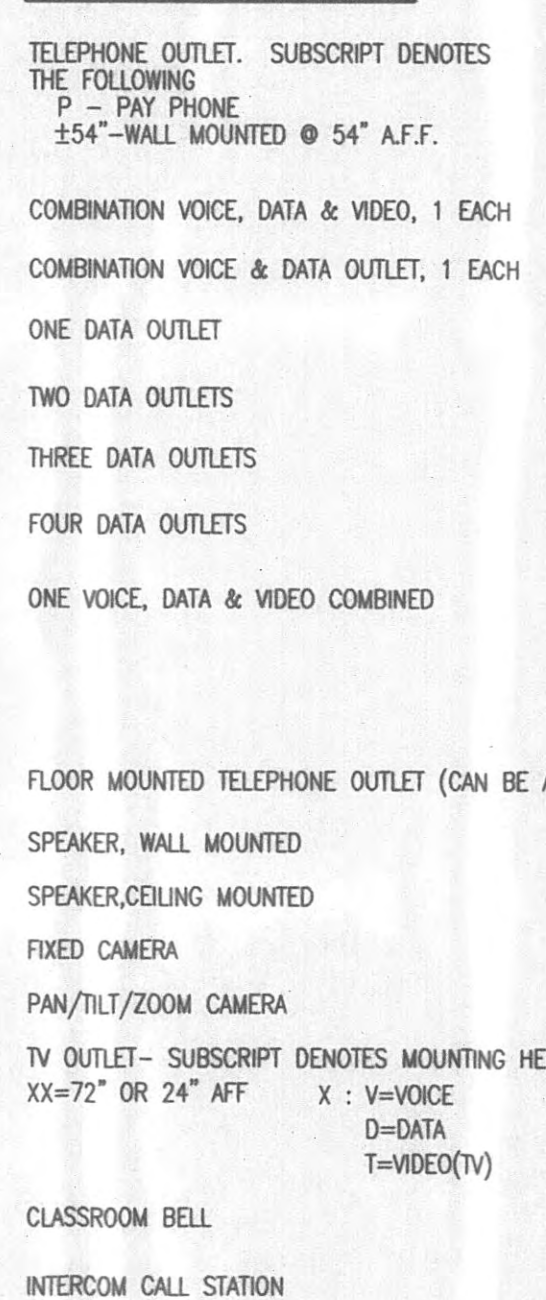 TELEPHONE OUTLET. SUBSCRIPT DENOTES
THE FOLLOWING
P – PAY PHONE
±54"–WALL MOUNTED @ 54" A.F.F.
COMBINATION VOICE, DATA & VIDEO, 1 EACH
COMBINATION VOICE & DATA OUTLET, 1 EACH
ONE DATA OUTLET
TWO DATA OUTLETS
THREE DATA OUTLETS
FOUR DATA OUTLETS
ONE VOICE, DATA & VIDEO COMBINED
FLOOR MOUNTED TELEPHONE OUTLET (CAN BE
SPEAKER, WALL MOUNTED
SPEAKER,CEILING MOUNTED
FIXED CAMERA
PAN/TILT/ZOOM CAMERA
TV OUTLET– SUBSCRIPT DENOTES MOUNTING HE
XX=72" OR 24" AFF X : V=VOICE
D=DATA
T=VIDEO(TV)
CLASSROOM BELL
INTERCOM CALL STATION